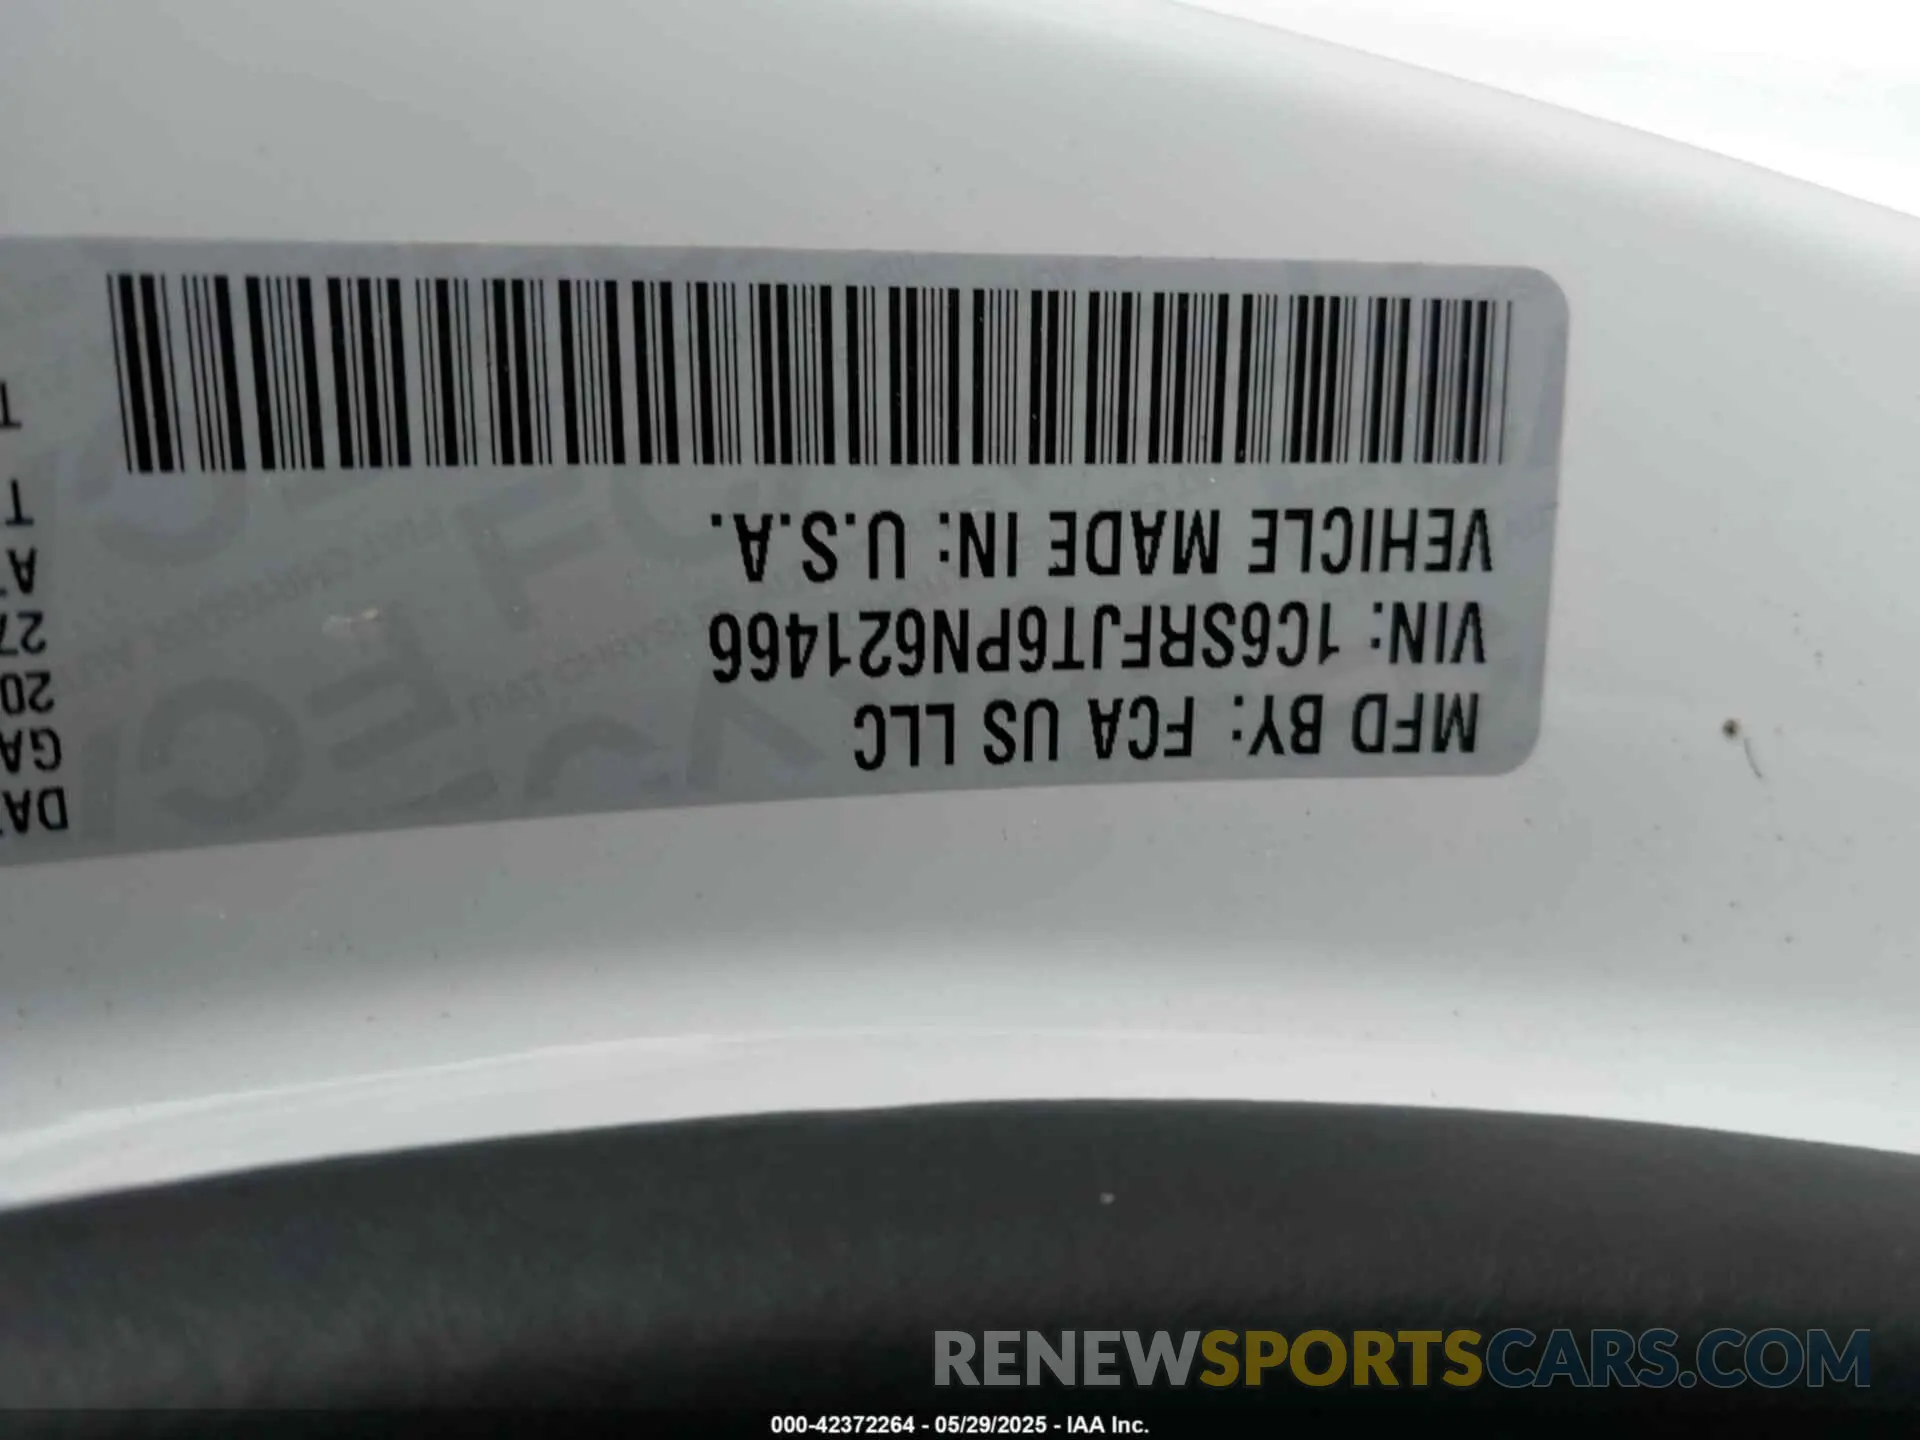 MFD BY: FCA US LLC
VIN: 1C6SRFJT6PN621466
VEHICLE MADE IN: U.S.A.
RENEWSPORTSCARS.COM
000-42372264 - 05/29/2025 - IAA Inc.